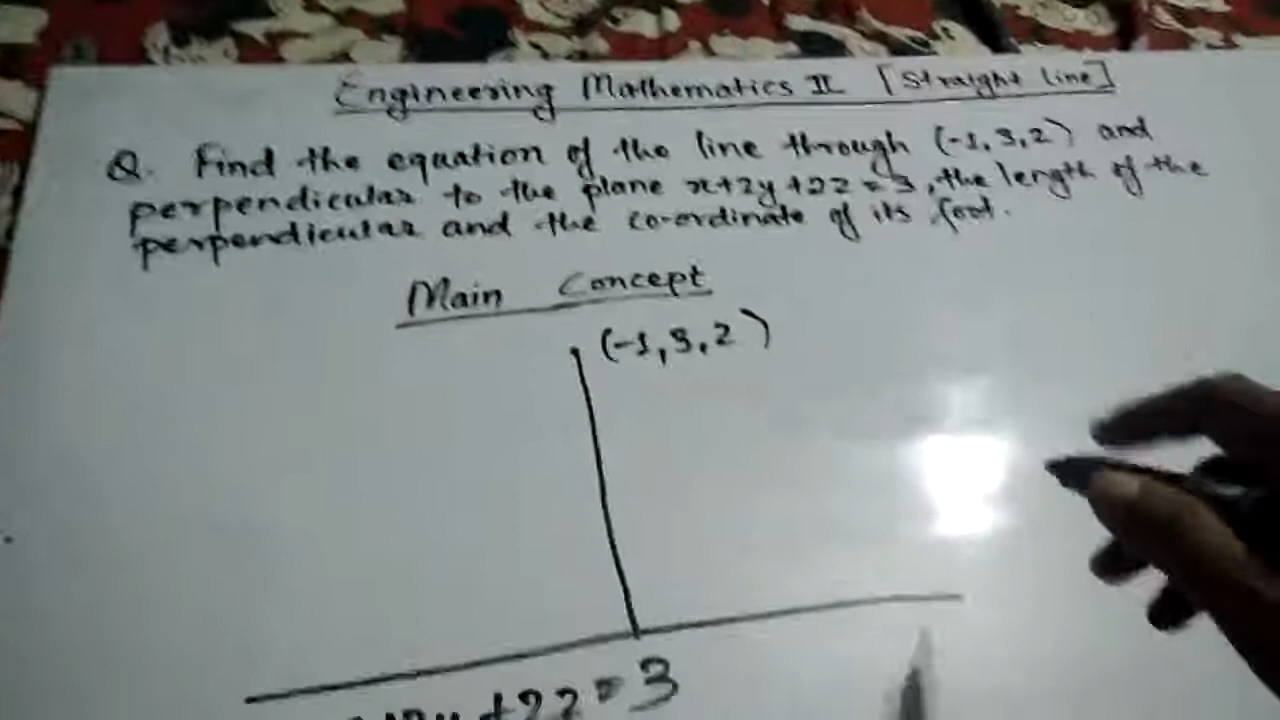 Engineering Mathematics II [Straight Line]
Q. Find the equation of the line through (-1,3,2) and
perpendicular to the plane x+2y+2z=3, the length of the
perpendicular and the co-ordinate of its foot.
Main Concept
(-1,3,2)
+2y+2z=3